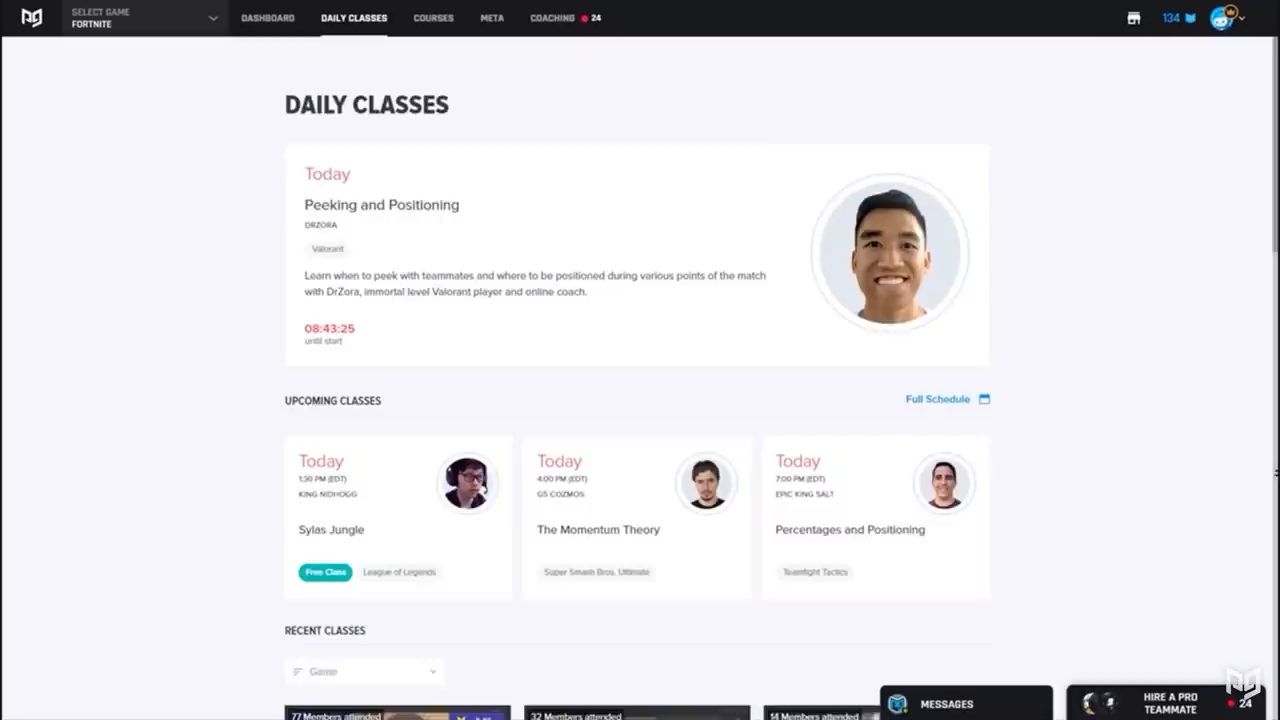 SELECT GAME
FORTNITE
DASHBOARD DAILY CLASSES COURSES META COACHING 24
134
DAILY CLASSES
Today
Peeking and Positioning
DRZORA
Valorant
Learn when to peek with teammates and where to be positioned during various points of the match
with DrZora, immortal level Valorant player and online coach.
08:43:25
until start
UPCOMING CLASSES
Full Schedule
Today
1:30 PM (EDT)
KING NIDHOGG
Sylas Jungle
Free Class League of Legends
Today
4:00 PM (EDT)
G5 COZMOS
The Momentum Theory
Super Smash Bros. Ultimate
Today
7:00 PM (EDT)
EPIC KING SALT
Percentages and Positioning
Teamfight Tactics
RECENT CLASSES
Game
77 Members attended
32 Members attended
14 Members attended
MESSAGES
HIRE A PRO
TEAMMATE
24